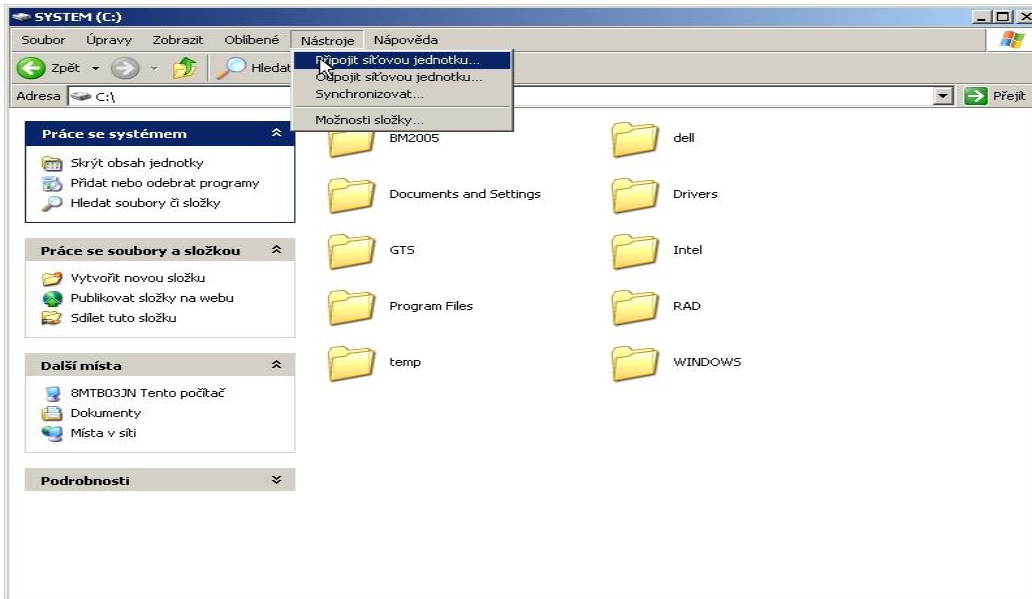 SYSTEM (C:)
Soubor Úpravy Zobrazit Oblíbené Nástroje Nápověda
Zpět Hledat
Připojit síťovou jednotku...
Odpojit síťovou jednotku...
Synchronizovat...
Možnosti složky...
Adresa C:\ Přejít
Práce se systémem
Skrýt obsah jednotky
Přidat nebo odebrat programy
Hledat soubory či složky
Práce se soubory a složkou
Vytvořit novou složku
Publikovat složky na webu
Sdílet tuto složku
Další místa
8MTB03JN Tento počítač
Dokumenty
Místa v síti
Podrobnosti
BM2005 dell
Documents and Settings Drivers
GTS Intel
Program Files RAD
temp WINDOWS